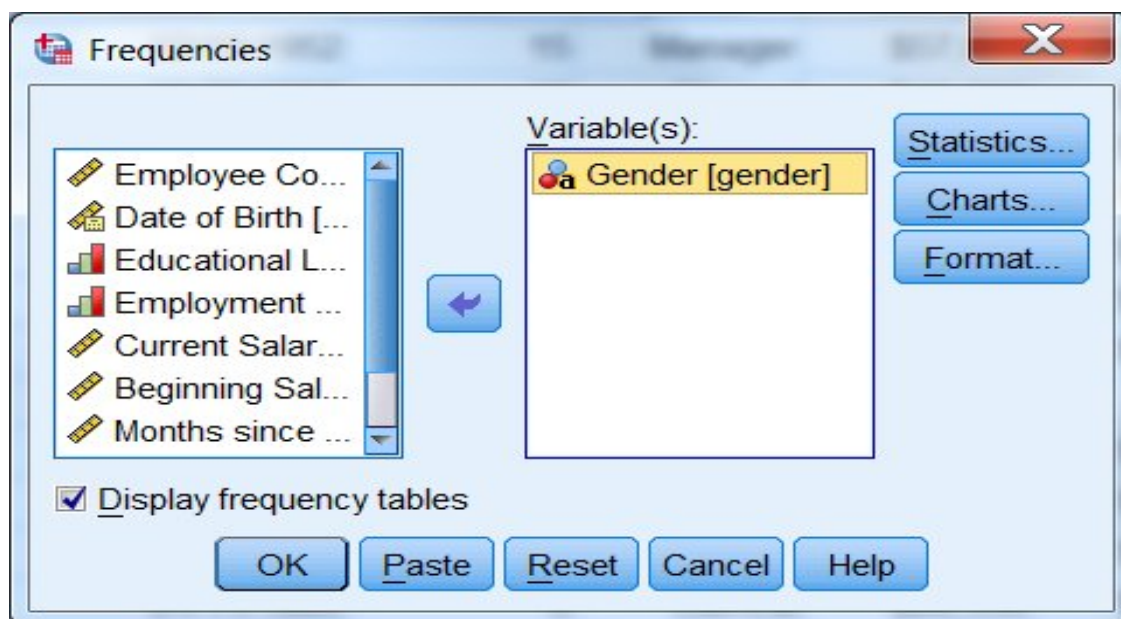 Frequencies
Variable(s):
Employee Co...
Date of Birth [...
Educational L...
Employment ...
Current Salar...
Beginning Sal...
Months since ...
a Gender [gender]
Statistics...
Charts...
Format...
Display frequency tables
OK Paste Reset Cancel Help